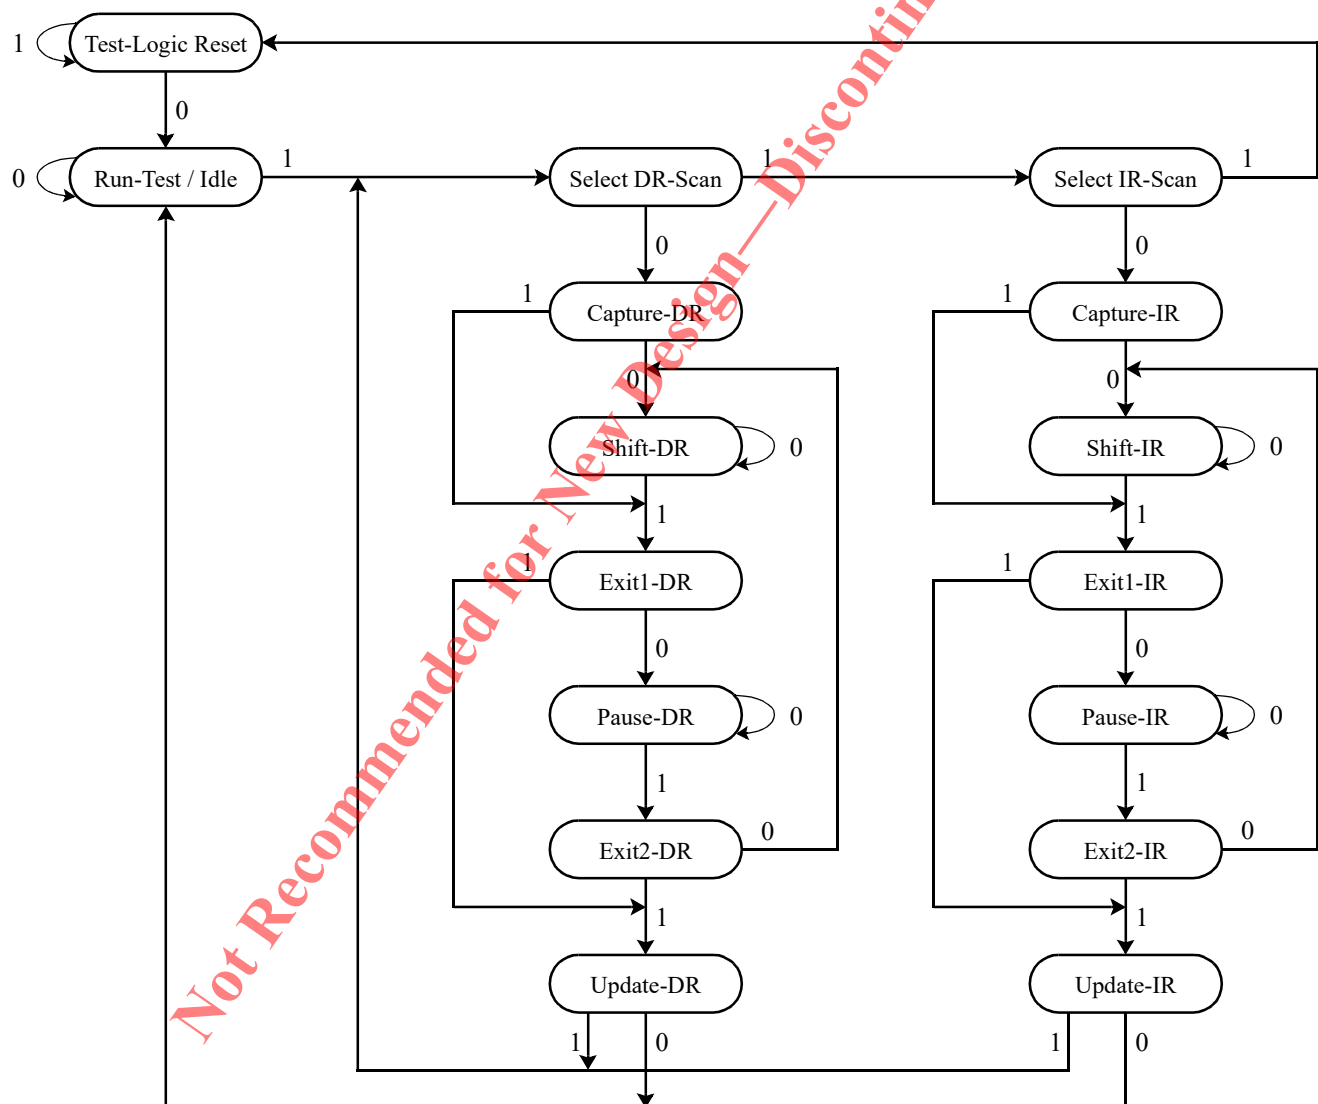 1
Test-Logic Reset
0
0
Run-Test / Idle
1
Select DR-Scan
1
Select IR-Scan
1
0
0
1
Capture-DR
1
Capture-IR
0
0
Shift-DR
0
Shift-IR
0
1
1
1
Exit1-DR
1
Exit1-IR
0
0
Pause-DR
0
Pause-IR
0
1
1
Exit2-DR
0
Exit2-IR
0
1
1
Update-DR
Update-IR
1
0
1
0
Not Recommended for New Design—Discontin